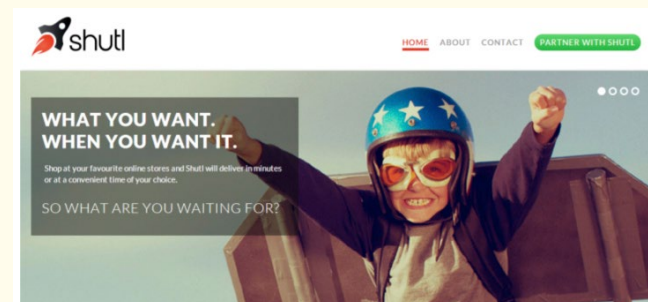 shutl
HOME ABOUT CONTACT PARTNER WITH SHUTL
WHAT YOU WANT.
WHEN YOU WANT IT.
Shop at your favourite online stores and Shutl will deliver in minutes
or at a convenient time of your choice.
SO WHAT ARE YOU WAITING FOR?